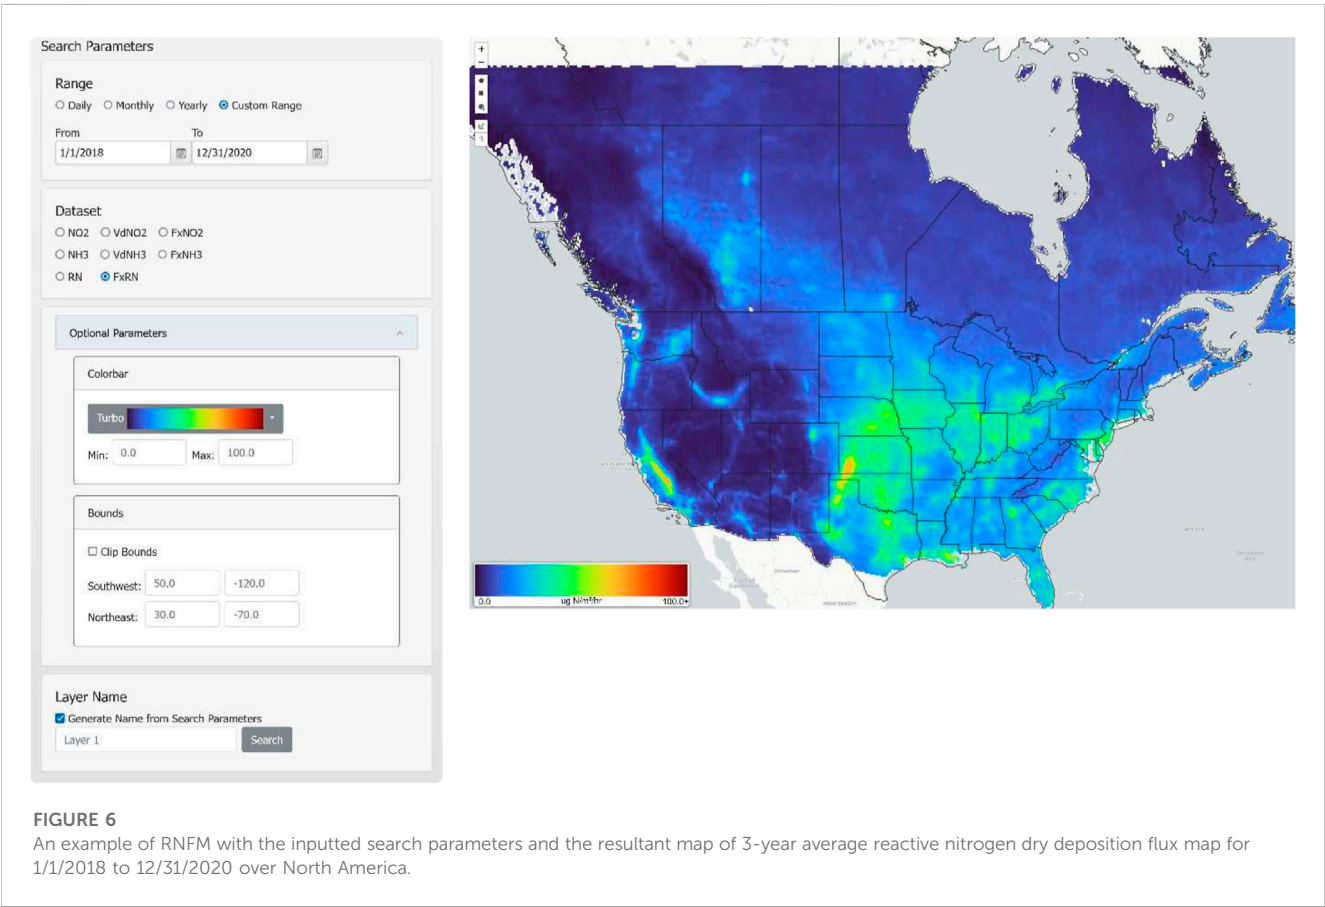 Search Parameters
Range
Daily Monthly Yearly Custom Range
From To
1/1/2018 12/31/2020
Dataset
NO2 VdNO2 FxNO2
NH3 VdNH3 FxNH3
RN FxRN
Optional Parameters
Colorbar
Turbo
Min: 0.0 Max: 100.0
Bounds
Clip Bounds
Southwest: 50.0 -120.0
Northeast: 30.0 -70.0
Layer Name
Generate Name from Search Parameters
Layer 1 Search
+
−
0.0 ug N/m²/hr 100.0+
MONTERREY
FIGURE 6
An example of RNFM with the inputted search parameters and the resultant map of 3-year average reactive nitrogen dry deposition flux map for
1/1/2018 to 12/31/2020 over North America.